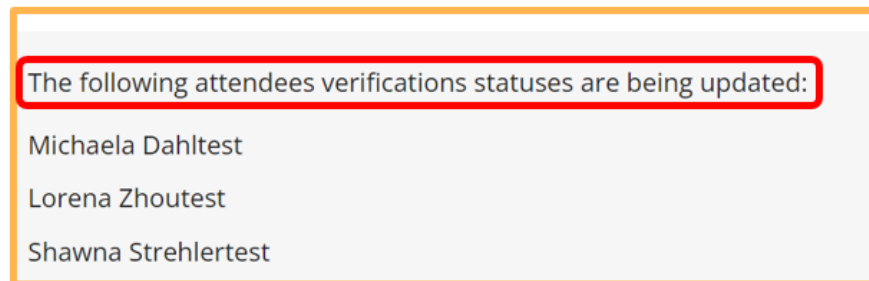 The following attendees verifications statuses are being updated:
Michaela Dahltest
Lorena Zhoutest
Shawna Strehlertest